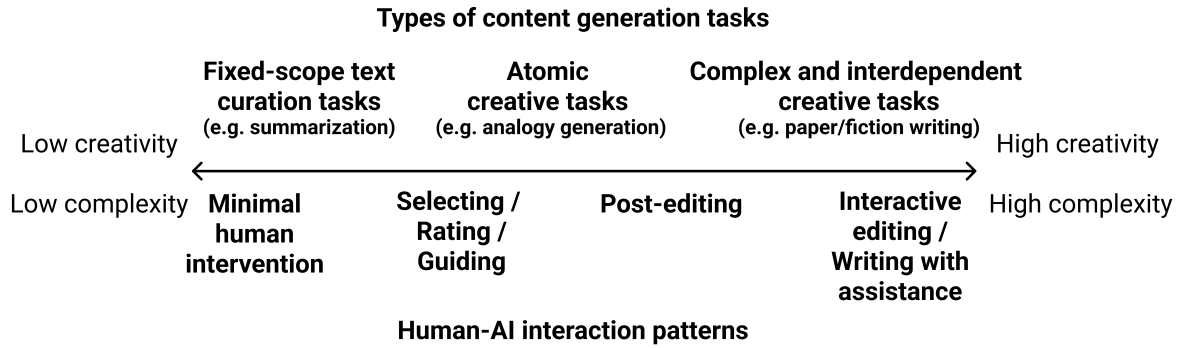 Types of content generation tasks
Fixed-scope text
curation tasks
(e.g. summarization)
Atomic
creative tasks
(e.g. analogy generation)
Complex and interdependent
creative tasks
(e.g. paper/fiction writing)
Low creativity
High creativity
Low complexity
Minimal
human
intervention
Selecting /
Rating /
Guiding
Post-editing
Interactive
editing /
Writing with
assistance
High complexity
Human-AI interaction patterns